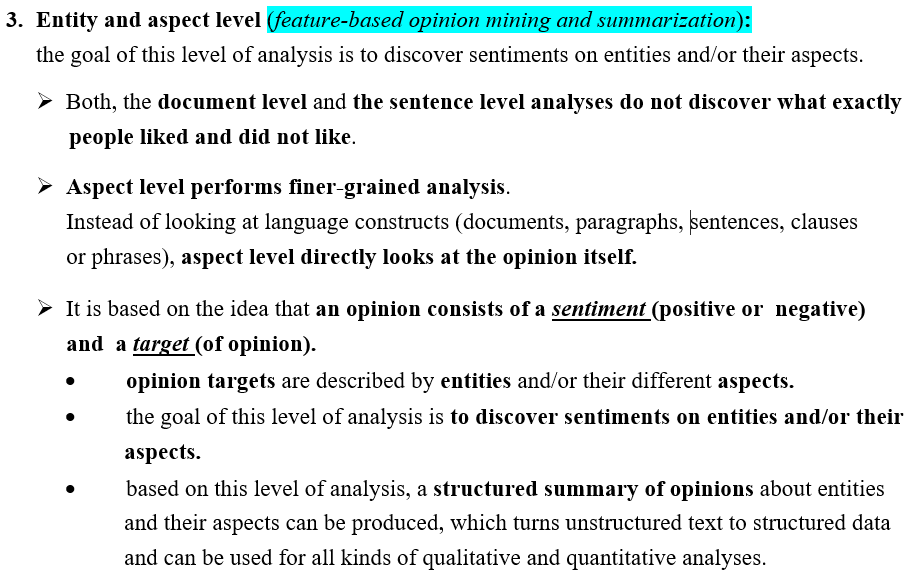 3. Entity and aspect level (feature-based opinion mining and summarization):
the goal of this level of analysis is to discover sentiments on entities and/or their aspects.
➢ Both, the document level and the sentence level analyses do not discover what exactly
people liked and did not like.
➢ Aspect level performs finer-grained analysis.
Instead of looking at language constructs (documents, paragraphs, sentences, clauses
or phrases), aspect level directly looks at the opinion itself.
➢ It is based on the idea that an opinion consists of a sentiment (positive or negative)
and a target (of opinion).
• opinion targets are described by entities and/or their different aspects.
• the goal of this level of analysis is to discover sentiments on entities and/or their
aspects.
• based on this level of analysis, a structured summary of opinions about entities
and their aspects can be produced, which turns unstructured text to structured data
and can be used for all kinds of qualitative and quantitative analyses.